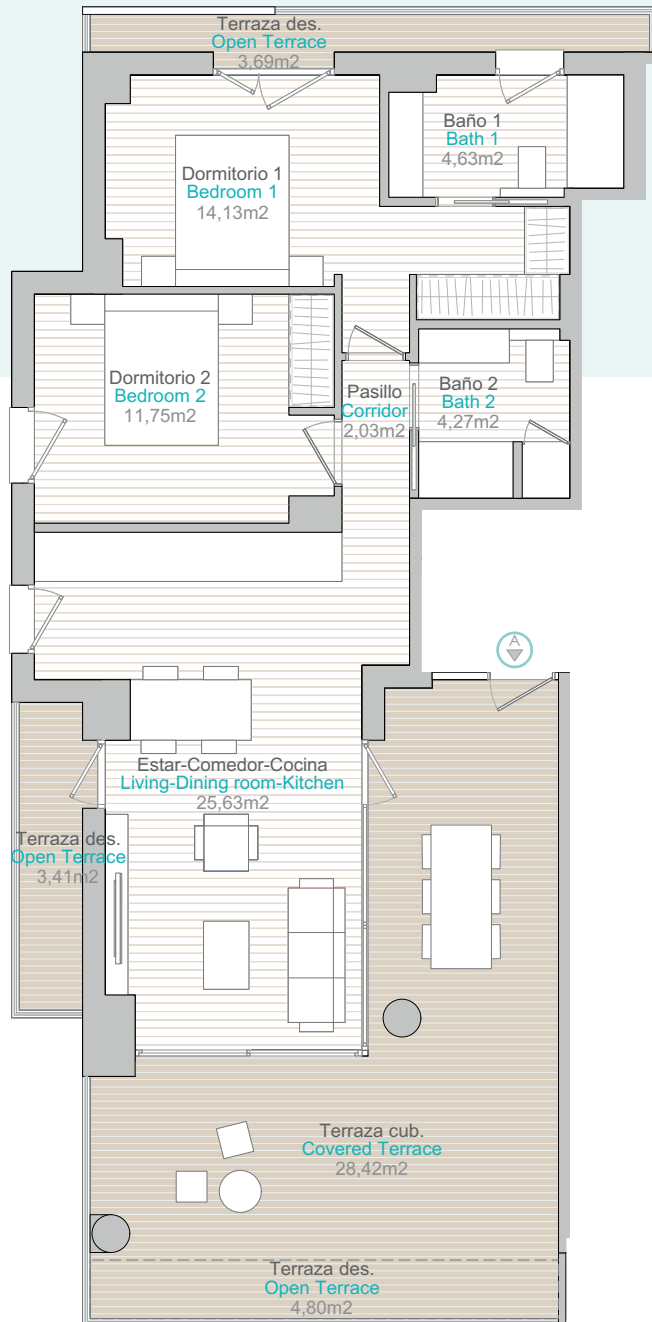 Terraza des.
Open Terrace
3,69m2
Baño 1
Bath 1
4,63m2
Dormitorio 1
Bedroom 1
14,13m2
Dormitorio 2
Bedroom 2
11,75m2
Pasillo
Corridor
2,03m2
Baño 2
Bath 2
4,27m2
A
Estar-Comedor-Cocina
Living-Dining room-Kitchen
25,63m2
Terraza des.
Open Terrace
3,41m2
Terraza cub.
Covered Terrace
28,42m2
Terraza des.
Open Terrace
4,80m2